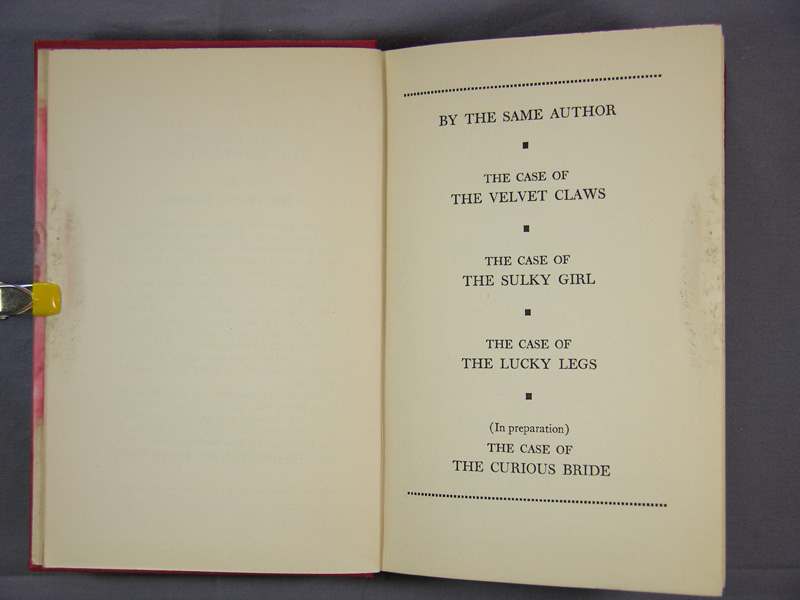 BY THE SAME AUTHOR
THE CASE OF
THE VELVET CLAWS
THE CASE OF
THE SULKY GIRL
THE CASE OF
THE LUCKY LEGS
(In preparation)
THE CASE OF
THE CURIOUS BRIDE